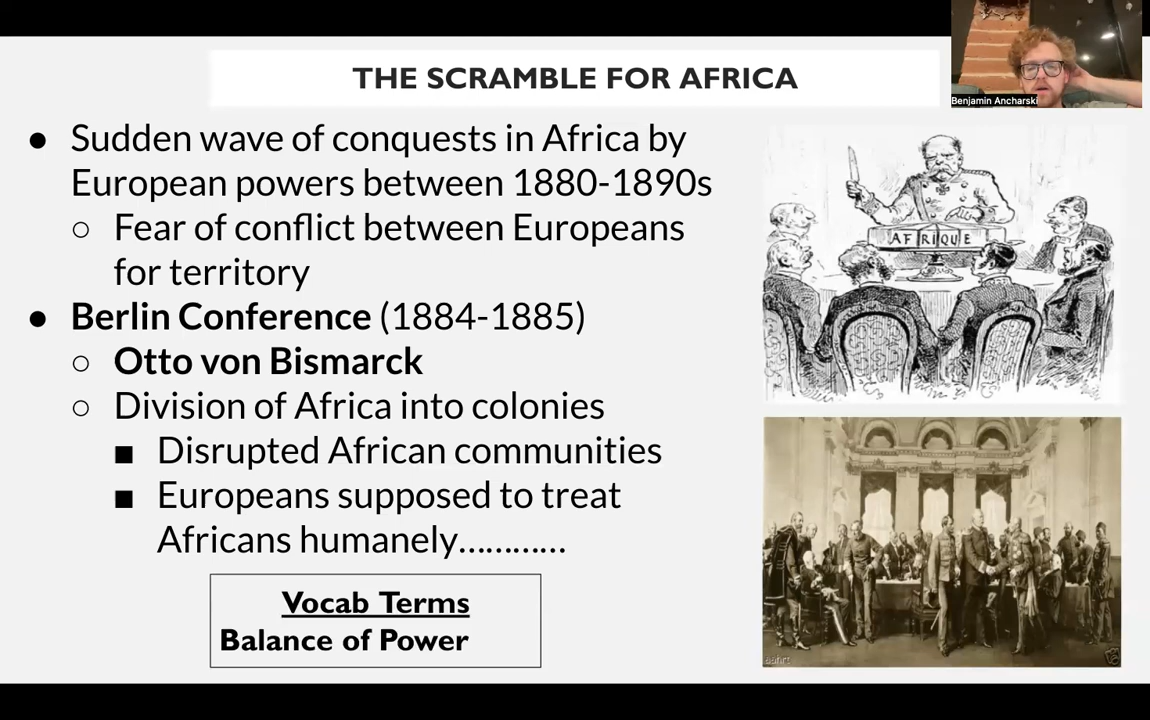 THE SCRAMBLE FOR AFRICA
Benjamin Ancharski
● Sudden wave of conquests in Africa by
European powers between 1880-1890s
○ Fear of conflict between Europeans
for territory
● Berlin Conference (1884-1885)
○ Otto von Bismarck
○ Division of Africa into colonies
■ Disrupted African communities
■ Europeans supposed to treat
Africans humanely…………
Vocab Terms
Balance of Power
AFRIQUE